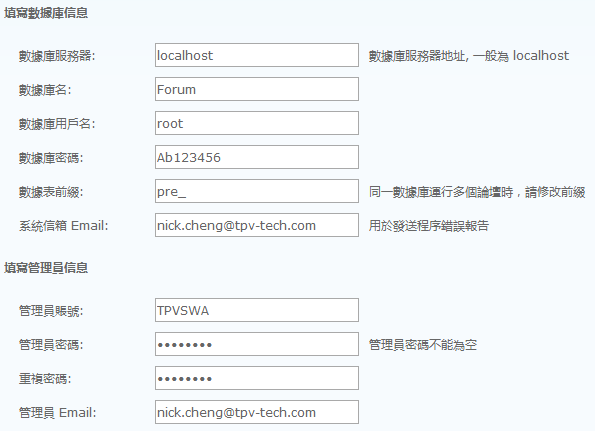 填寫數據庫信息
數據庫服務器: localhost 數據庫服務器地址, 一般為 localhost
數據庫名: Forum
數據庫用戶名: root
數據庫密碼: Ab123456
數據表前綴: pre_ 同一數據庫運行多個論壇時，請修改前綴
系統信箱 Email: nick.cheng@tpv-tech.com 用於發送程序錯誤報告
填寫管理員信息
管理員賬號: TPVSWA
管理員密碼: •••••••• 管理員密碼不能為空
重複密碼: ••••••••
管理員 Email: nick.cheng@tpv-tech.com